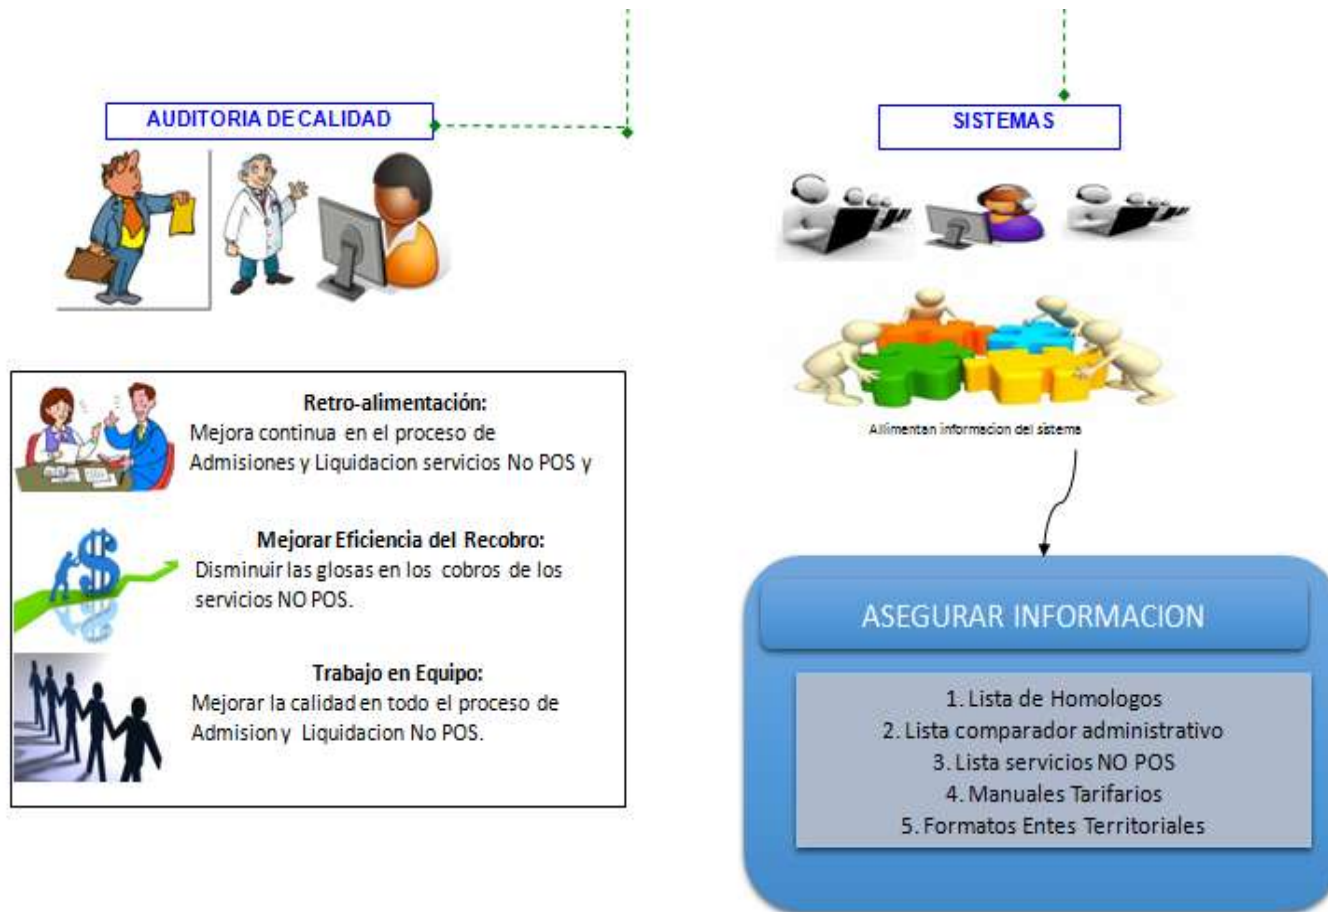 AUDITORIA DE CALIDAD
Retro-alimentación:
Mejora continua en el proceso de
Admisiones y Liquidacion servicios No POS y
Mejorar Eficiencia del Recobro:
Disminuir las glosas en los cobros de los
servicios NO POS.
Trabajo en Equipo:
Mejorar la calidad en todo el proceso de
Admision y Liquidacion No POS.
SISTEMAS
Allimentan informacion del sistema
ASEGURAR INFORMACION
1. Lista de Homologos
2. Lista comparador administrativo
3. Lista servicios NO POS
4. Manuales Tarifarios
5. Formatos Entes Territoriales